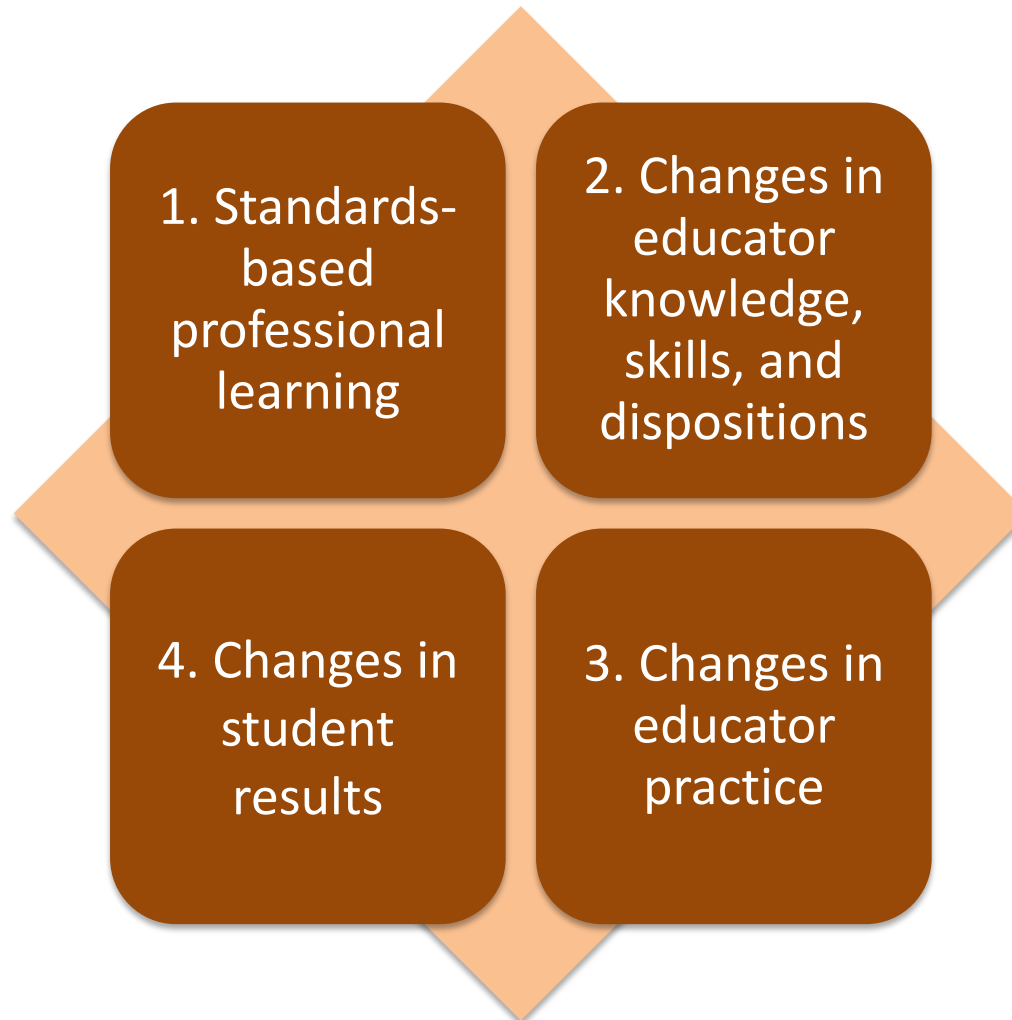 1. Standards-
based
professional
learning
2. Changes in
educator
knowledge,
skills, and
dispositions
3. Changes in
educator
practice
4. Changes in
student
results